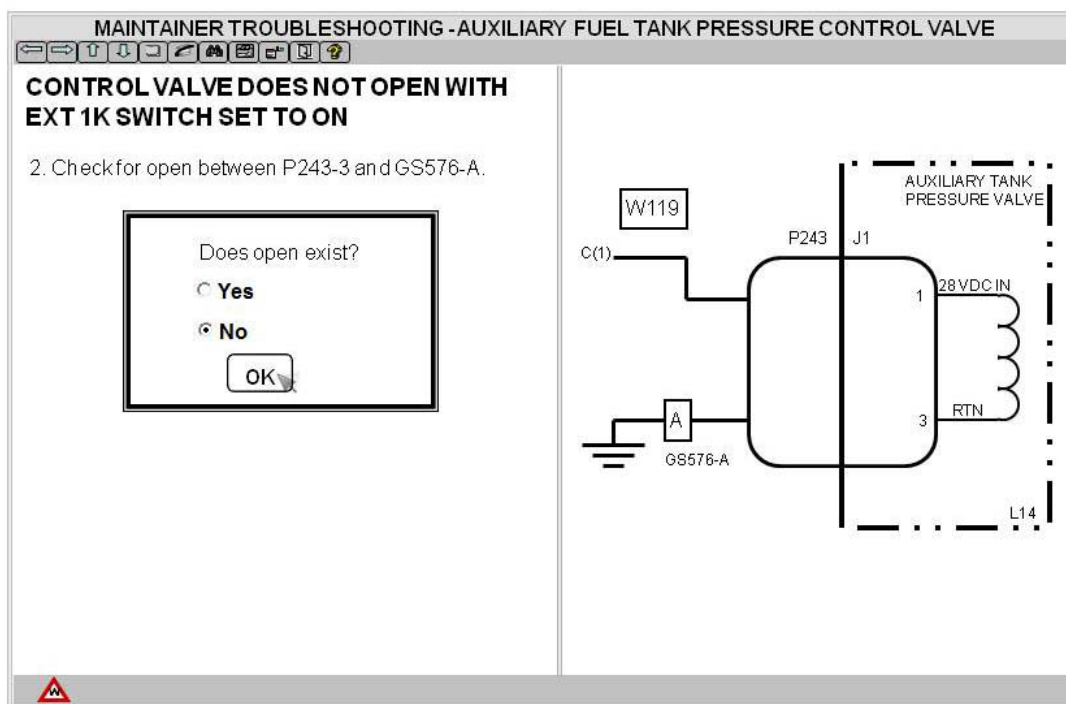 MAINTAINER TROUBLESHOOTING -AUXILIARY FUEL TANK PRESSURE CONTROL VALVE
CONTROL VALVE DOES NOT OPEN WITH
EXT 1K SWITCH SET TO ON
2. Check for open between P243-3 and GS576-A.
Does open exist?
Yes
No
OK
W119
C(1)
P243
J1
AUXILIARY TANK
PRESSURE VALVE
1
28 VDC IN
3
RTN
A
GS576-A
L14
W